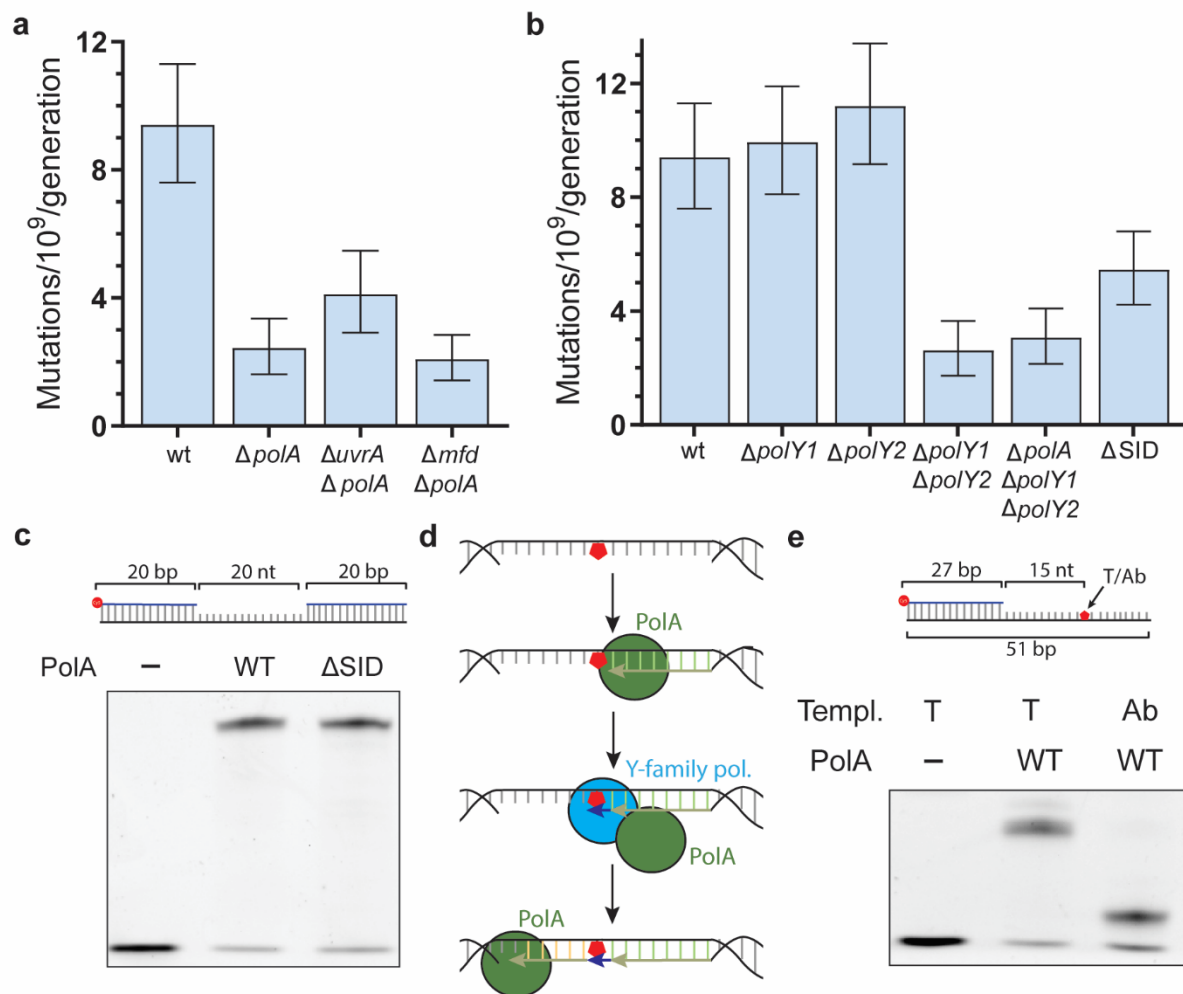 a
Mutations/10⁹/generation
12
8
4
0
wt
ΔpolA
ΔuvrA
ΔpolA
Δmfd
ΔpolA
b
Mutations/10⁹/generation
12
8
4
0
wt
ΔpolY1
ΔpolY2
ΔpolY1
ΔpolY2
ΔpolA
ΔpolY1
ΔpolY2
ΔSID
c
20 bp
20 nt
20 bp
PolA
–
WT
ΔSID
d
PolA
Y-family pol.
PolA
PolA
e
27 bp
15 nt
T/Ab
51 bp
Templ.
T
T
Ab
PolA
–
WT
WT